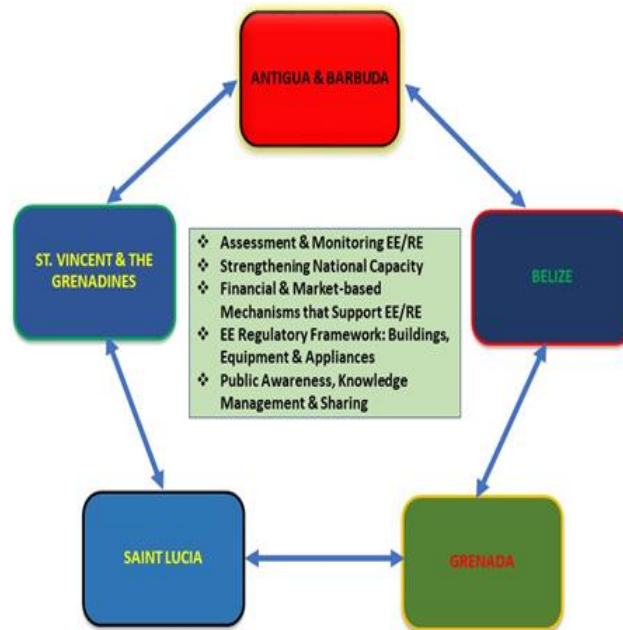 ANTIGUA & BARBUDA
ST. VINCENT & THE
GRENADINES
❖ Assessment & Monitoring EE/RE
❖ Strengthening National Capacity
❖ Financial & Market-based
Mechanisms that Support EE/RE
❖ EE Regulatory Framework: Buildings,
Equipment & Appliances
❖ Public Awareness, Knowledge
Management & Sharing
BELIZE
SAINT LUCIA
GRENADA